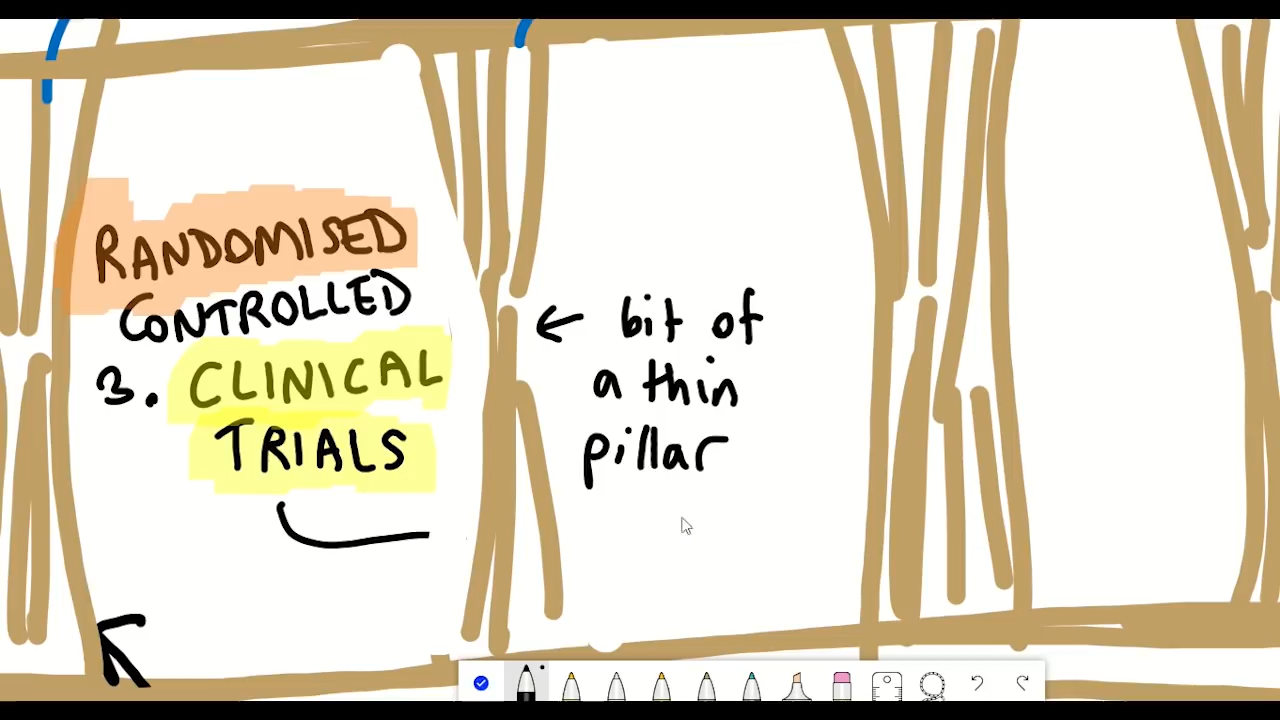 RANDOMISED
CONTROLLED
3. CLINICAL
TRIALS
← bit of
a thin
pillar